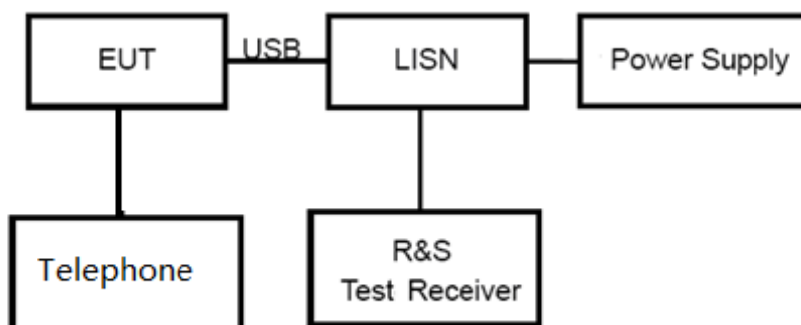 EUT
USB
LISN
Power Supply
Telephone
R&S
Test Receiver